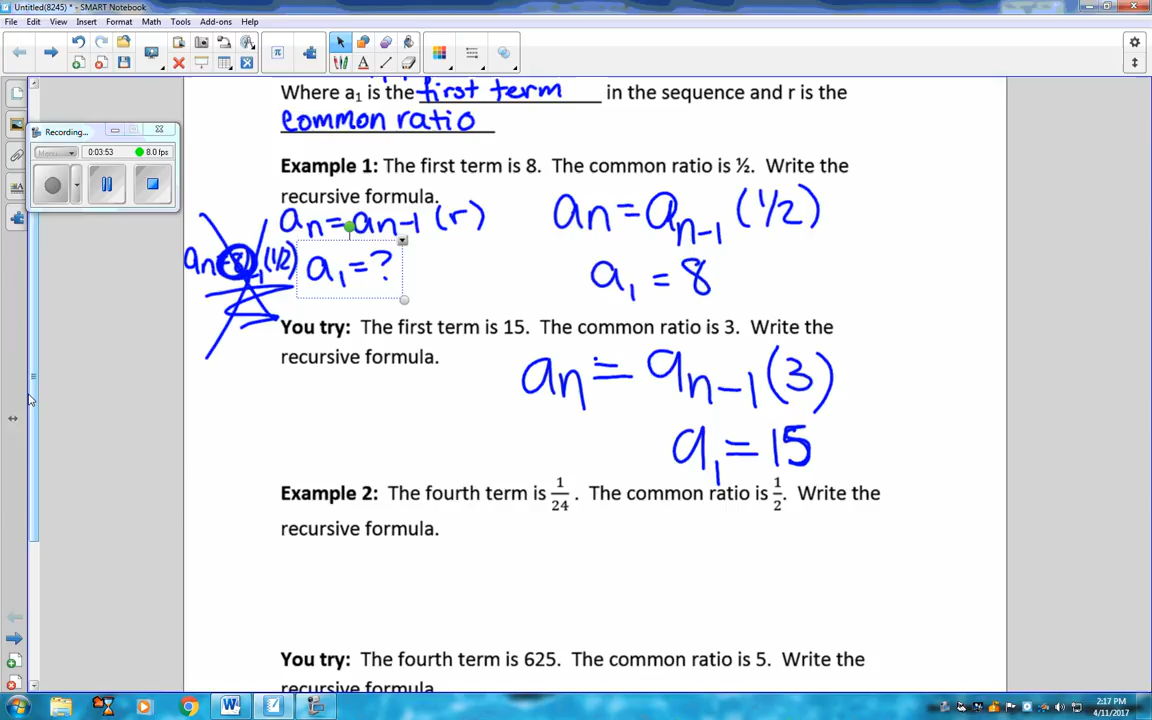 Untitled(8245) * - SMART Notebook
File Edit View Insert Format Math Tools Add-ons Help
Where a₁ is the first term in the sequence and r is the
common ratio
Recording...
0:03:53 8.0 fps
Menu
Example 1: The first term is 8. The common ratio is ½. Write the
recursive formula.
aₙ=aₙ₋₁(r)
aₙ=aₙ₋₁(1/2)
a₁=?
a₁=8
You try: The first term is 15. The common ratio is 3. Write the
recursive formula.
aₙ=aₙ₋₁(3)
a₁=15
Example 2: The fourth term is 1/24. The common ratio is 1/2. Write the
recursive formula.
You try: The fourth term is 625. The common ratio is 5. Write the
recursive formula.
2:17 PM
4/11/2017